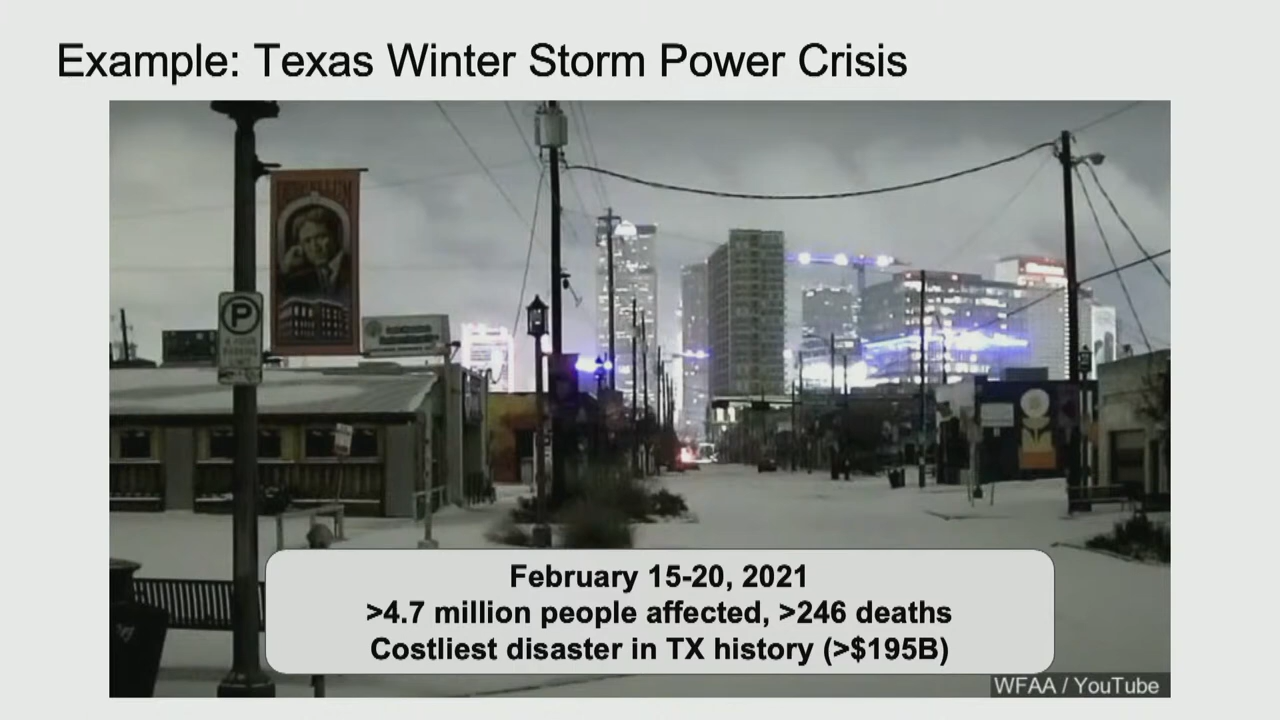 Example: Texas Winter Storm Power Crisis
P
February 15-20, 2021
>4.7 million people affected, >246 deaths
Costliest disaster in TX history (>$195B)
WFAA / YouTube